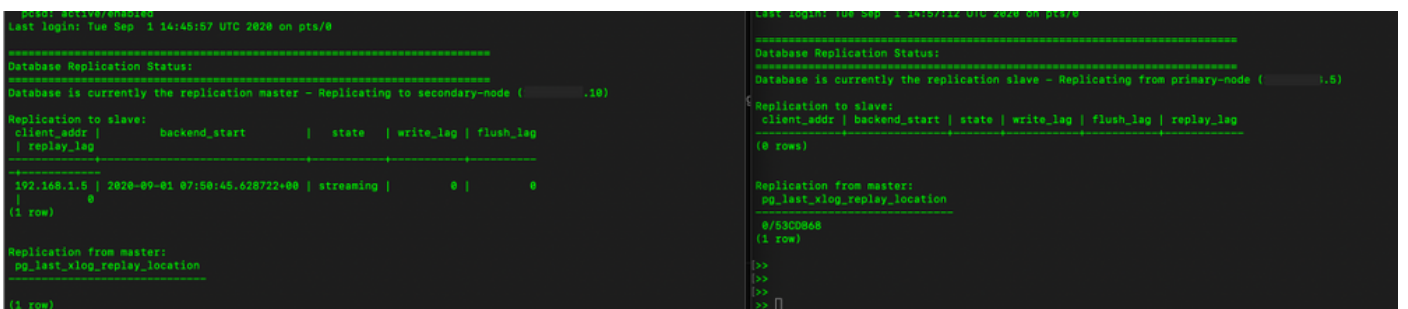 pcsd: active/enabled
Last login: Tue Sep  1 14:45:57 UTC 2020 on pts/0
==========================================================================
Database Replication Status:
==========================================================================
Database is currently the replication master – Replicating to secondary-node ( .10)
Replication to slave:
client_addr |         backend_start         |   state   | write_lag | flush_lag
| replay_lag
-------------+-------------------------------+-----------+-----------+-----------
-+------------
192.168.1.5 | 2020-09-01 07:50:45.628722+00 | streaming |         0 |         0
|          0
(1 row)
Replication from master:
pg_last_xlog_replay_location
------------------------------
(1 row)
Last login: Tue Sep  1 14:57:12 UTC 2020 on pts/0
==========================================================================
Database Replication Status:
==========================================================================
Database is currently the replication slave – Replicating from primary-node ( .5)
Replication to slave:
client_addr | backend_start | state | write_lag | flush_lag | replay_lag
-------------+---------------+-------+-----------+-----------+------------
(0 rows)
Replication from master:
pg_last_xlog_replay_location
------------------------------
0/53CDB68
(1 row)
[>>
[>>
[>>
>>